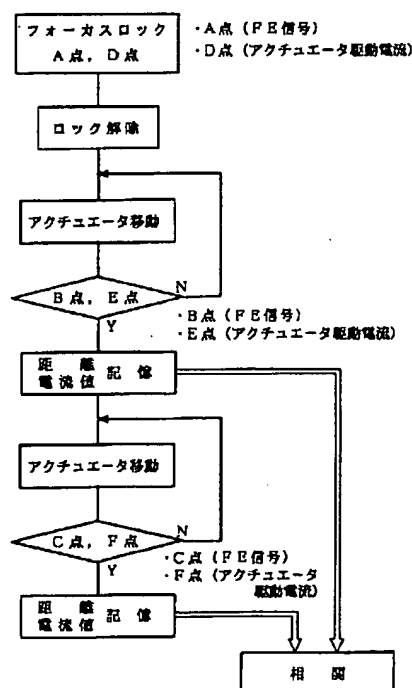 フォーカスロック
A点,D点
・A点(FE信号)
・D点(アクチュエータ駆動電流)
ロック解除
アクチュエータ移動
B点,E点
N
Y
・B点(FE信号)
・E点(アクチュエータ駆動電流)
距離
電流値
記憶
アクチュエータ移動
C点,F点
N
Y
・C点(FE信号)
・F点(アクチュエータ
駆動電流)
距離
電流値
記憶
相関